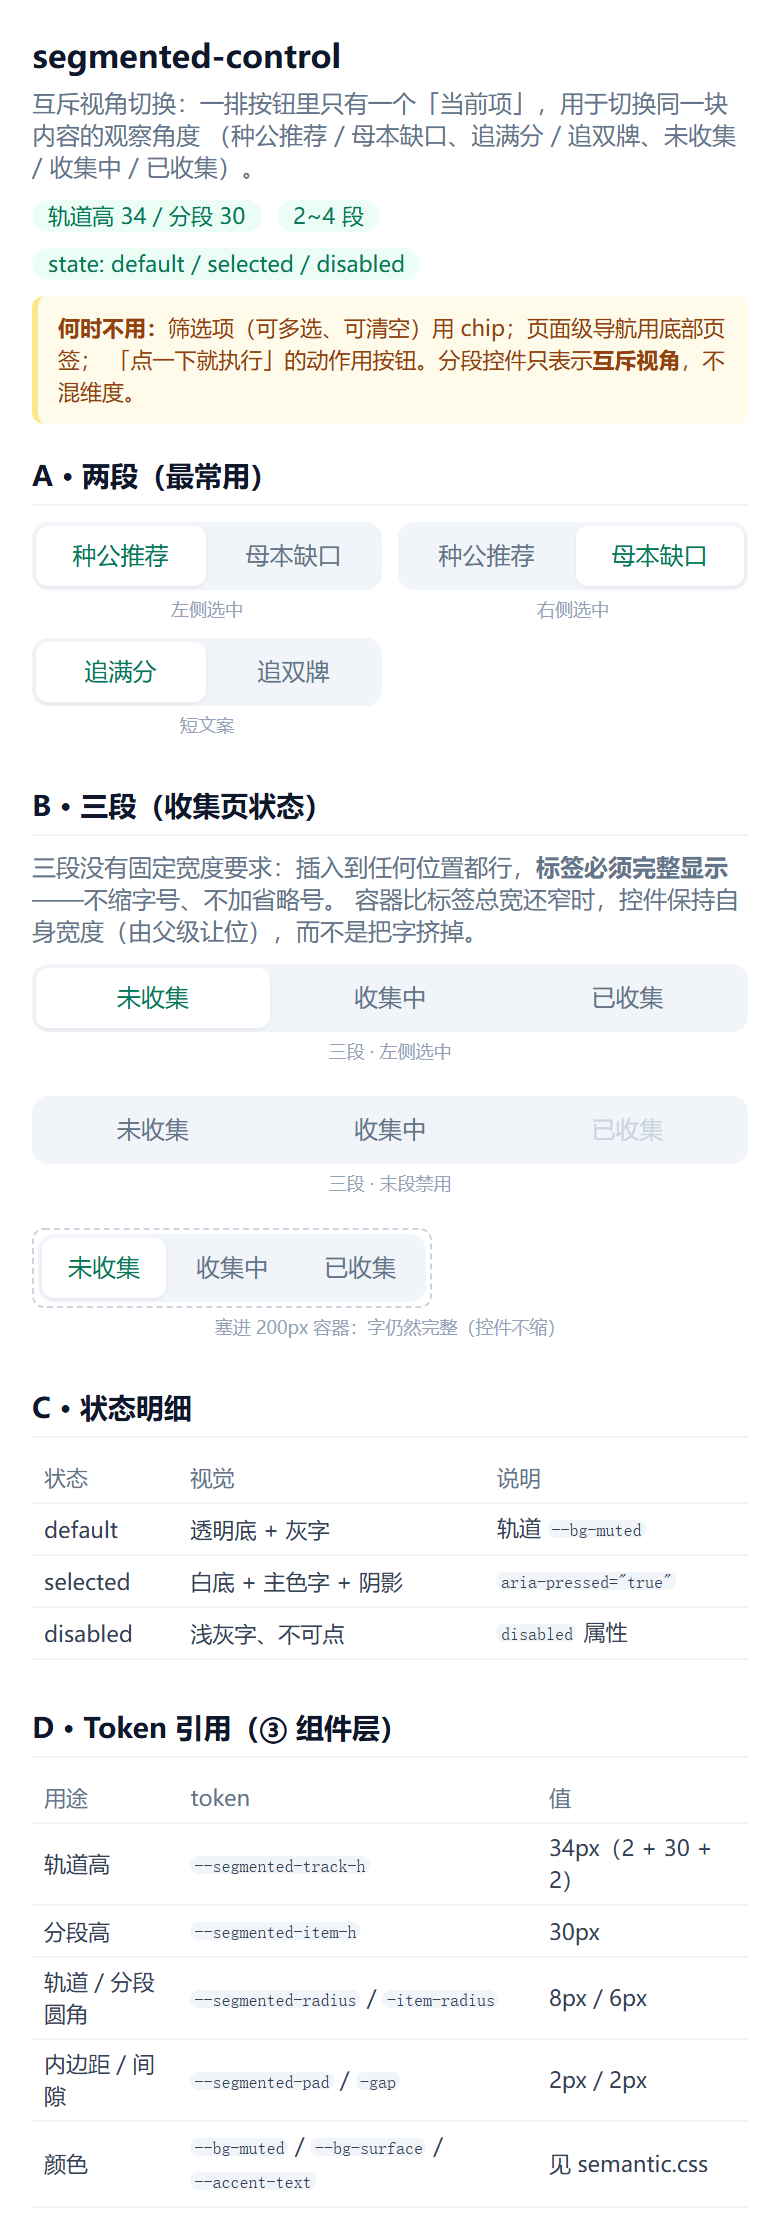 segmented-control
互斥视角切换：一排按钮里只有一个「当前项」，用于切换同一块
内容的观察角度 （种公推荐 / 母本缺口、追满分 / 追双牌、未收集
/ 收集中 / 已收集）。
轨道高 34 / 分段 30
2~4 段
state: default / selected / disabled
何时不用：筛选项（可多选、可清空）用 chip；页面级导航用底部页
签； 「点一下就执行」的动作用按钮。分段控件只表示互斥视角，不
混维度。
A · 两段（最常用）
种公推荐 母本缺口 种公推荐 母本缺口
左侧选中 右侧选中
追满分 追双牌
短文案
B · 三段（收集页状态）
三段没有固定宽度要求：插入到任何位置都行，标签必须完整显示
——不缩字号、不加省略号。 容器比标签总宽还窄时，控件保持自
身宽度（由父级让位），而不是把字挤掉。
未收集 收集中 已收集
三段 · 左侧选中
未收集 收集中 已收集
三段 · 末段禁用
未收集 收集中 已收集
塞进 200px 容器：字仍然完整（控件不缩）
C · 状态明细
状态 视觉 说明
default 透明底 + 灰字 轨道 --bg-muted
selected 白底 + 主色字 + 阴影 aria-pressed="true"
disabled 浅灰字、不可点 disabled 属性
D · Token 引用（③ 组件层）
用途 token 值
轨道高 --segmented-track-h 34px（2 + 30 +
2）
分段高 --segmented-item-h 30px
轨道 / 分段
圆角 --segmented-radius / -item-radius 8px / 6px
内边距 / 间
隙 --segmented-pad / -gap 2px / 2px
颜色 --bg-muted / --bg-surface /
--accent-text 见 semantic.css